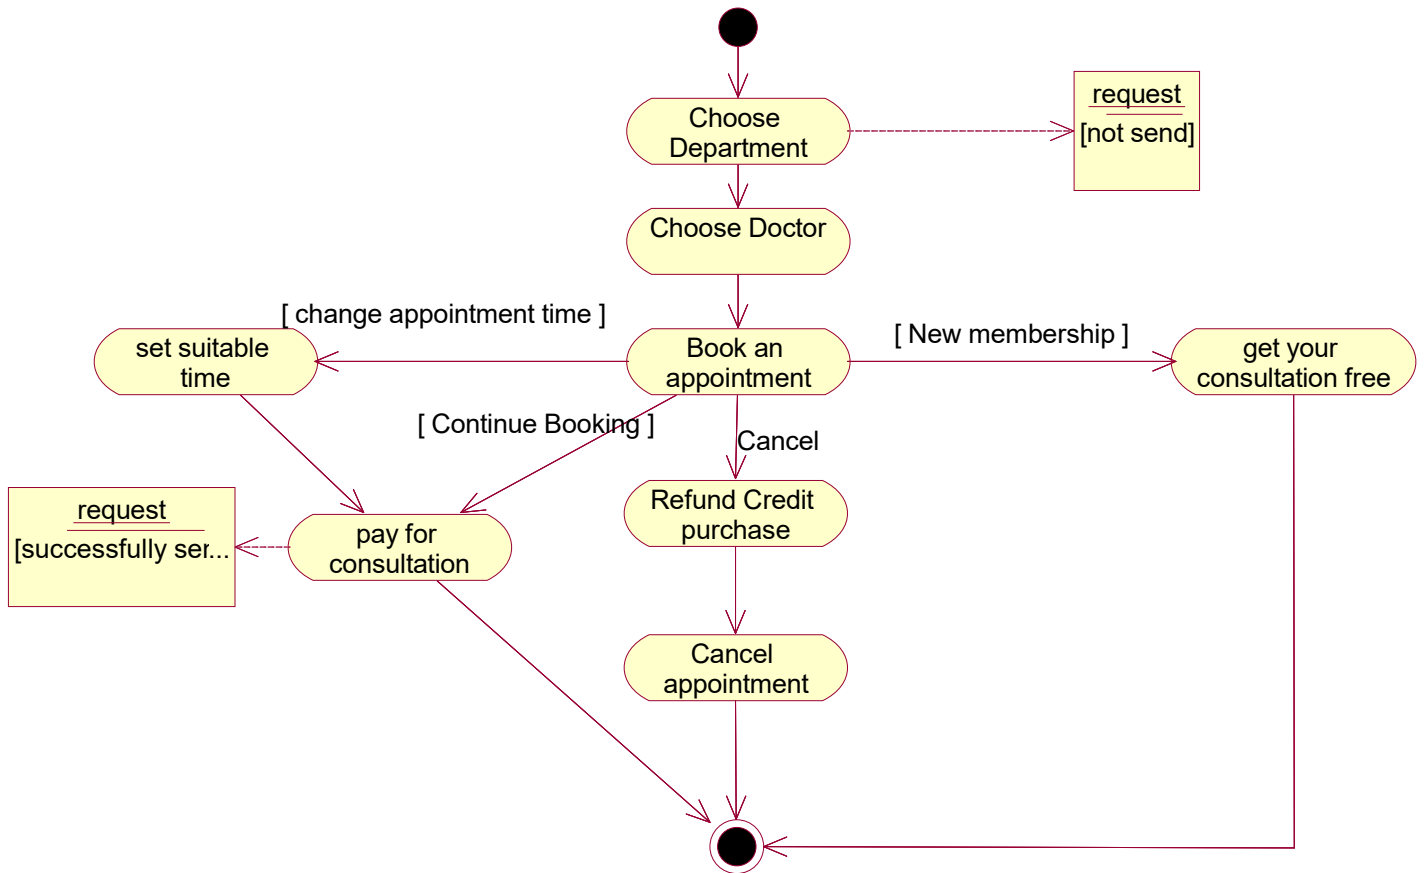 Choose
Department
request
[not send]
Choose Doctor
[ change appointment time ]
[ New membership ]
set suitable
time
Book an
appointment
get your
consultation free
[ Continue Booking ]
Cancel
Refund Credit
purchase
request
[successfully ser...
pay for
consultation
Cancel
appointment